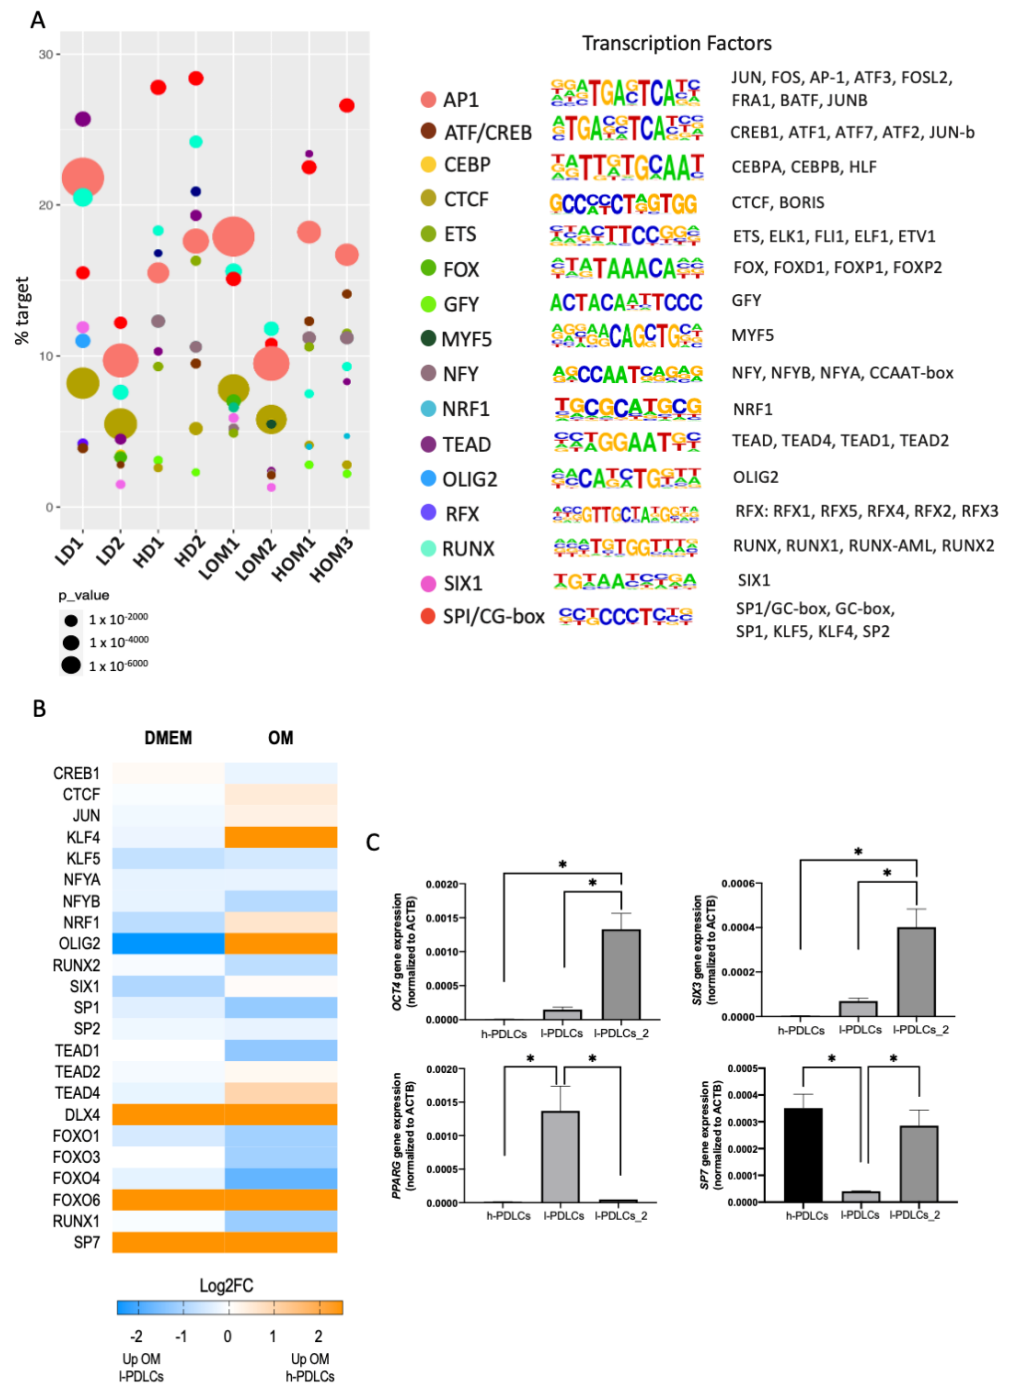 A
30
20
10
0
% target
LD1
LD2
HD1
HD2
LOM1
LOM2
HOM1
HOM3
p_value
1 x 10-2000
1 x 10-4000
1 x 10-6000
Transcription Factors
AP1
JUN, FOS, AP-1, ATF3, FOSL2,
FRA1, BATF, JUNB
ATF/CREB
CREB1, ATF1, ATF7, ATF2, JUN-b
CEBP
CEBPA, CEBPB, HLF
CTCF
CTCF, BORIS
ETS
ETS, ELK1, FLI1, ELF1, ETV1
FOX
FOX, FOXD1, FOXP1, FOXP2
GFY
GFY
MYF5
MYF5
NFY
NFY, NFYB, NFYA, CCAAT-box
NRF1
NRF1
TEAD
TEAD, TEAD4, TEAD1, TEAD2
OLIG2
OLIG2
RFX
RFX: RFX1, RFX5, RFX4, RFX2, RFX3
RUNX
RUNX, RUNX1, RUNX-AML, RUNX2
SIX1
SIX1
SPI/CG-box
SP1/GC-box, GC-box,
SP1, KLF5, KLF4, SP2
B
DMEM OM
CREB1
CTCF
JUN
KLF4
KLF5
NFYA
NFYB
NRF1
OLIG2
RUNX2
SIX1
SP1
SP2
TEAD1
TEAD2
TEAD4
DLX4
FOXO1
FOXO3
FOXO4
FOXO6
RUNX1
SP7
Log2FC
-2 -1 0 1 2
Up OM
l-PDLCs
Up OM
h-PDLCs
C
OCT4 gene expression
(normalized to ACTB)
0.0020
0.0015
0.0010
0.0005
0.0000
* *
h-PDLCs l-PDLCs l-PDLCs_2
SIX3 gene expression
(normalized to ACTB)
0.0006
0.0004
0.0002
0.0000
* *
h-PDLCs l-PDLCs l-PDLCs_2
PPARG gene expression
(normalized to ACTB)
0.0020
0.0015
0.0010
0.0005
0.0000
* *
h-PDLCs l-PDLCs l-PDLCs_2
SP7 gene expression
(normalized to ACTB)
0.0005
0.0004
0.0003
0.0002
0.0001
0.0000
* *
h-PDLCs l-PDLCs l-PDLCs_2